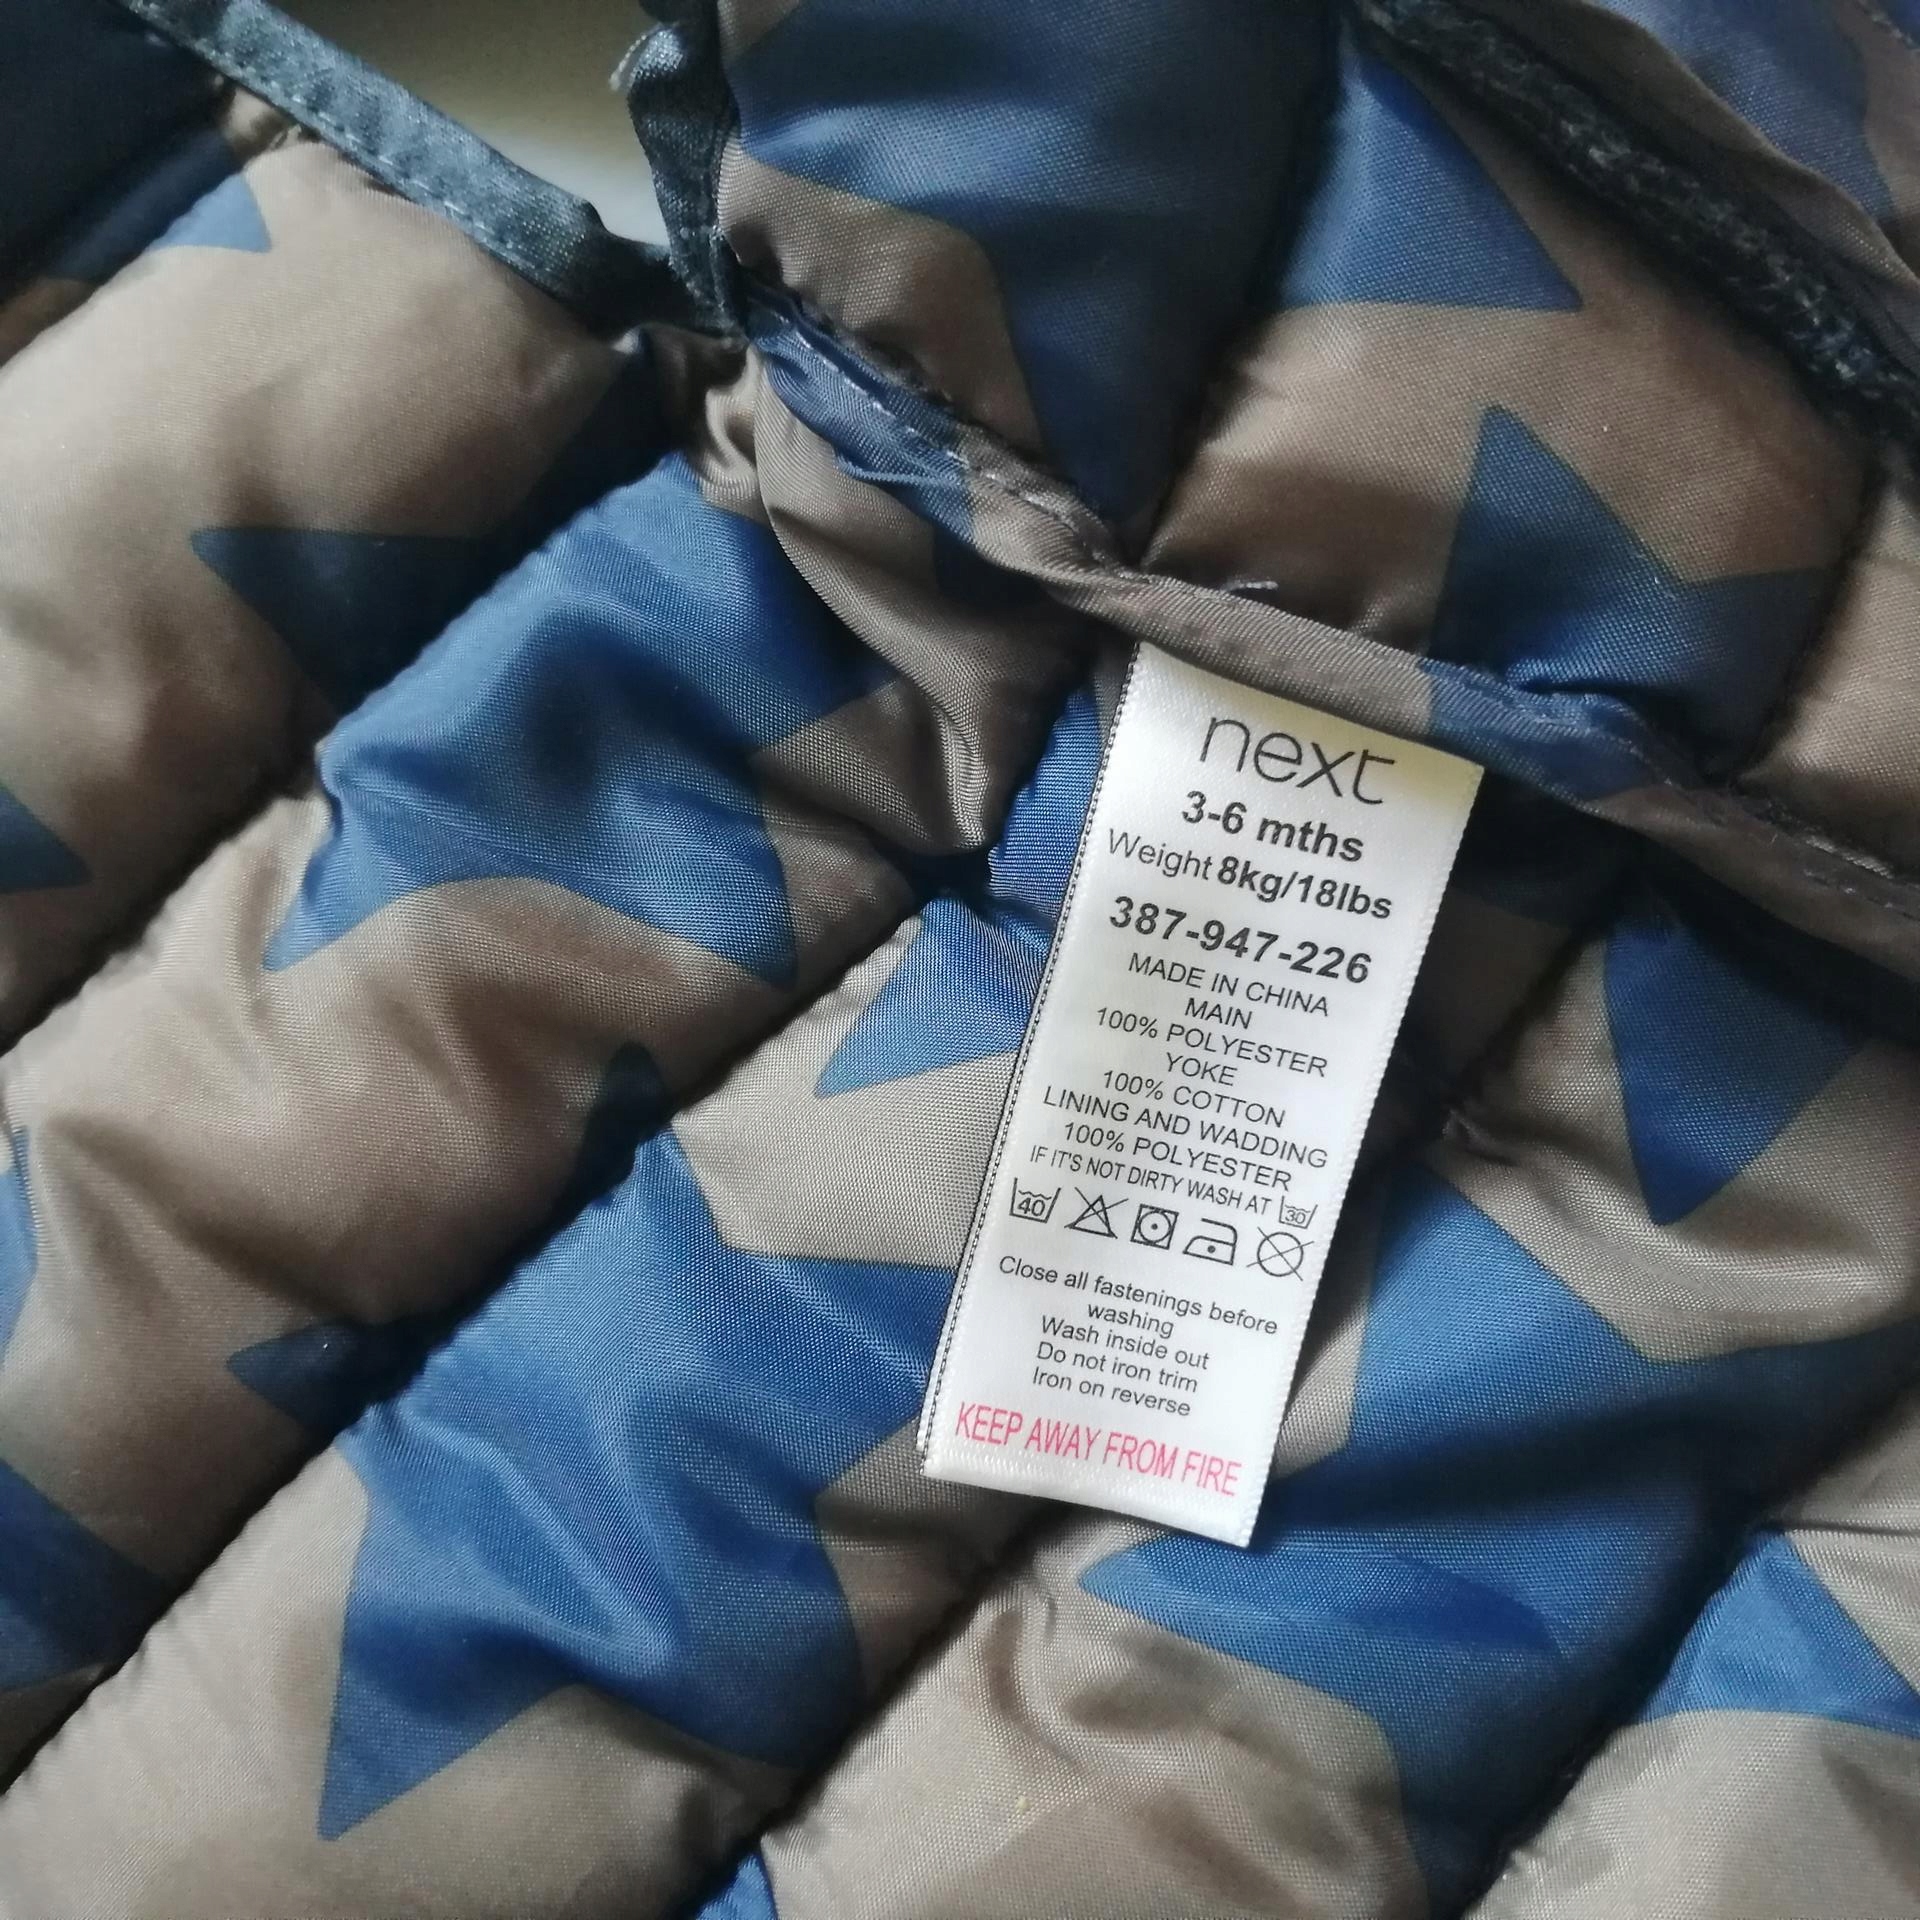 next
3-6 mths
Weight 8kg/18lbs
387-947-226
MADE IN CHINA
MAIN
100% POLYESTER
YOKE
100% COTTON
LINING AND WADDING
100% POLYESTER
IF IT'S NOT DIRTY WASH AT 30
40
Close all fastenings before
washing
Wash inside out
Do not iron trim
Iron on reverse
KEEP AWAY FROM FIRE